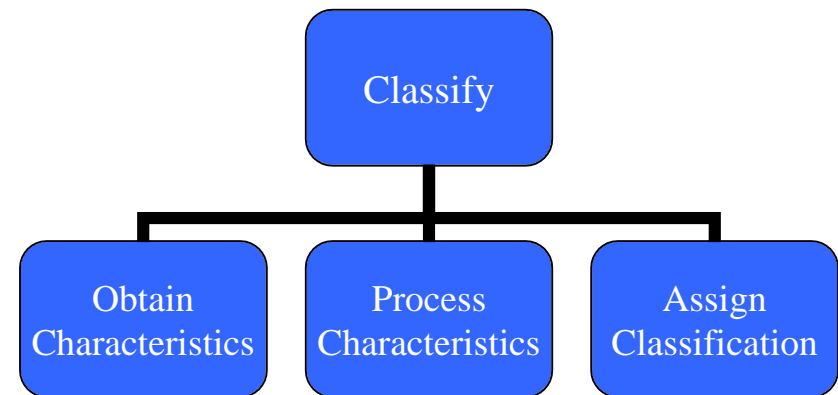 Classify
Obtain
Characteristics
Process
Characteristics
Assign
Classification